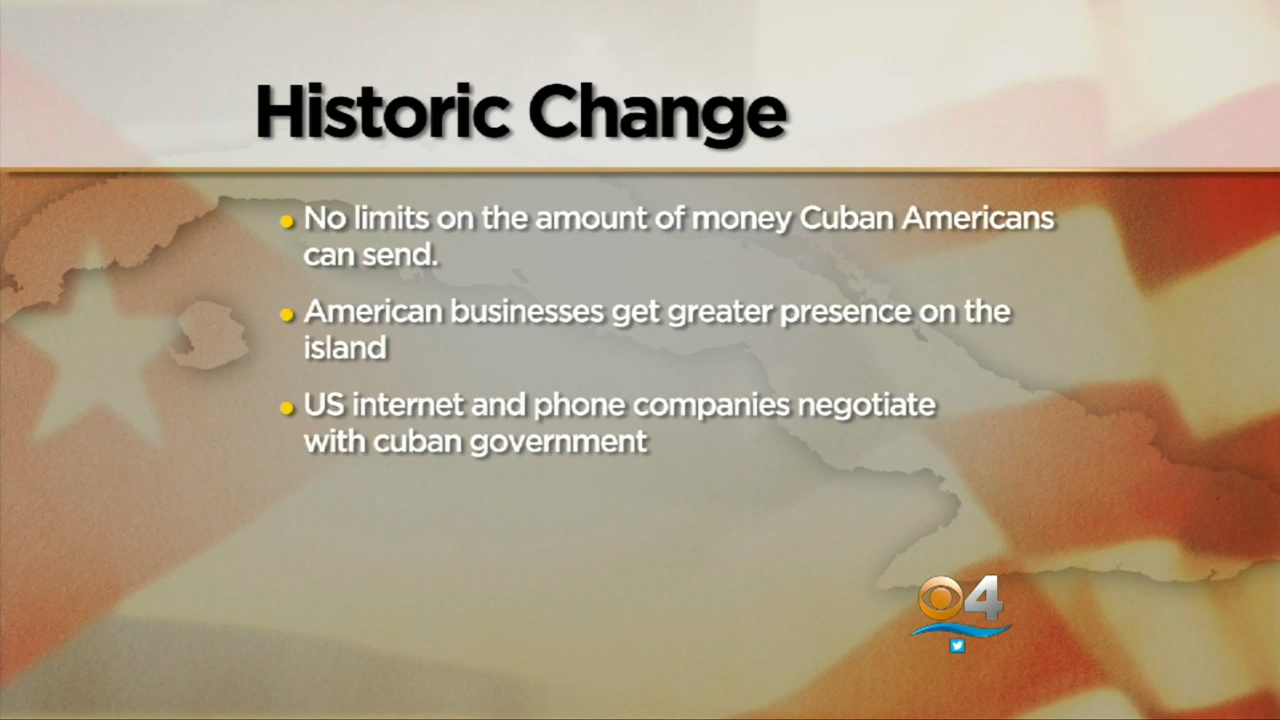 Historic Change
No limits on the amount of money Cuban Americans
can send.
American businesses get greater presence on the
island
US internet and phone companies negotiate
with cuban government
4